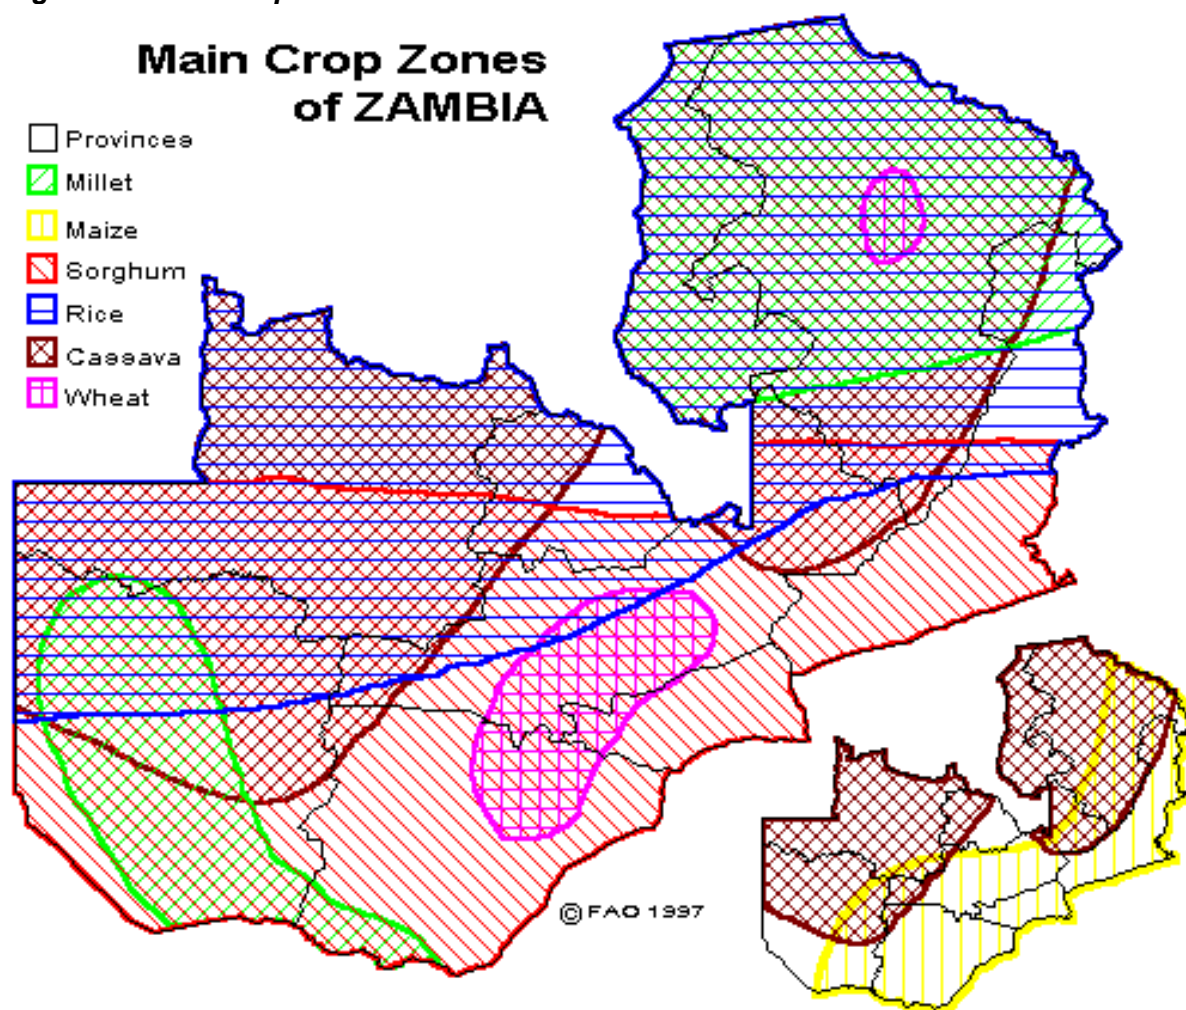 Main Crop Zones
of ZAMBIA
Provinces
Millet
Maize
Sorghum
Rice
Cassava
Wheat
© FAO 1997